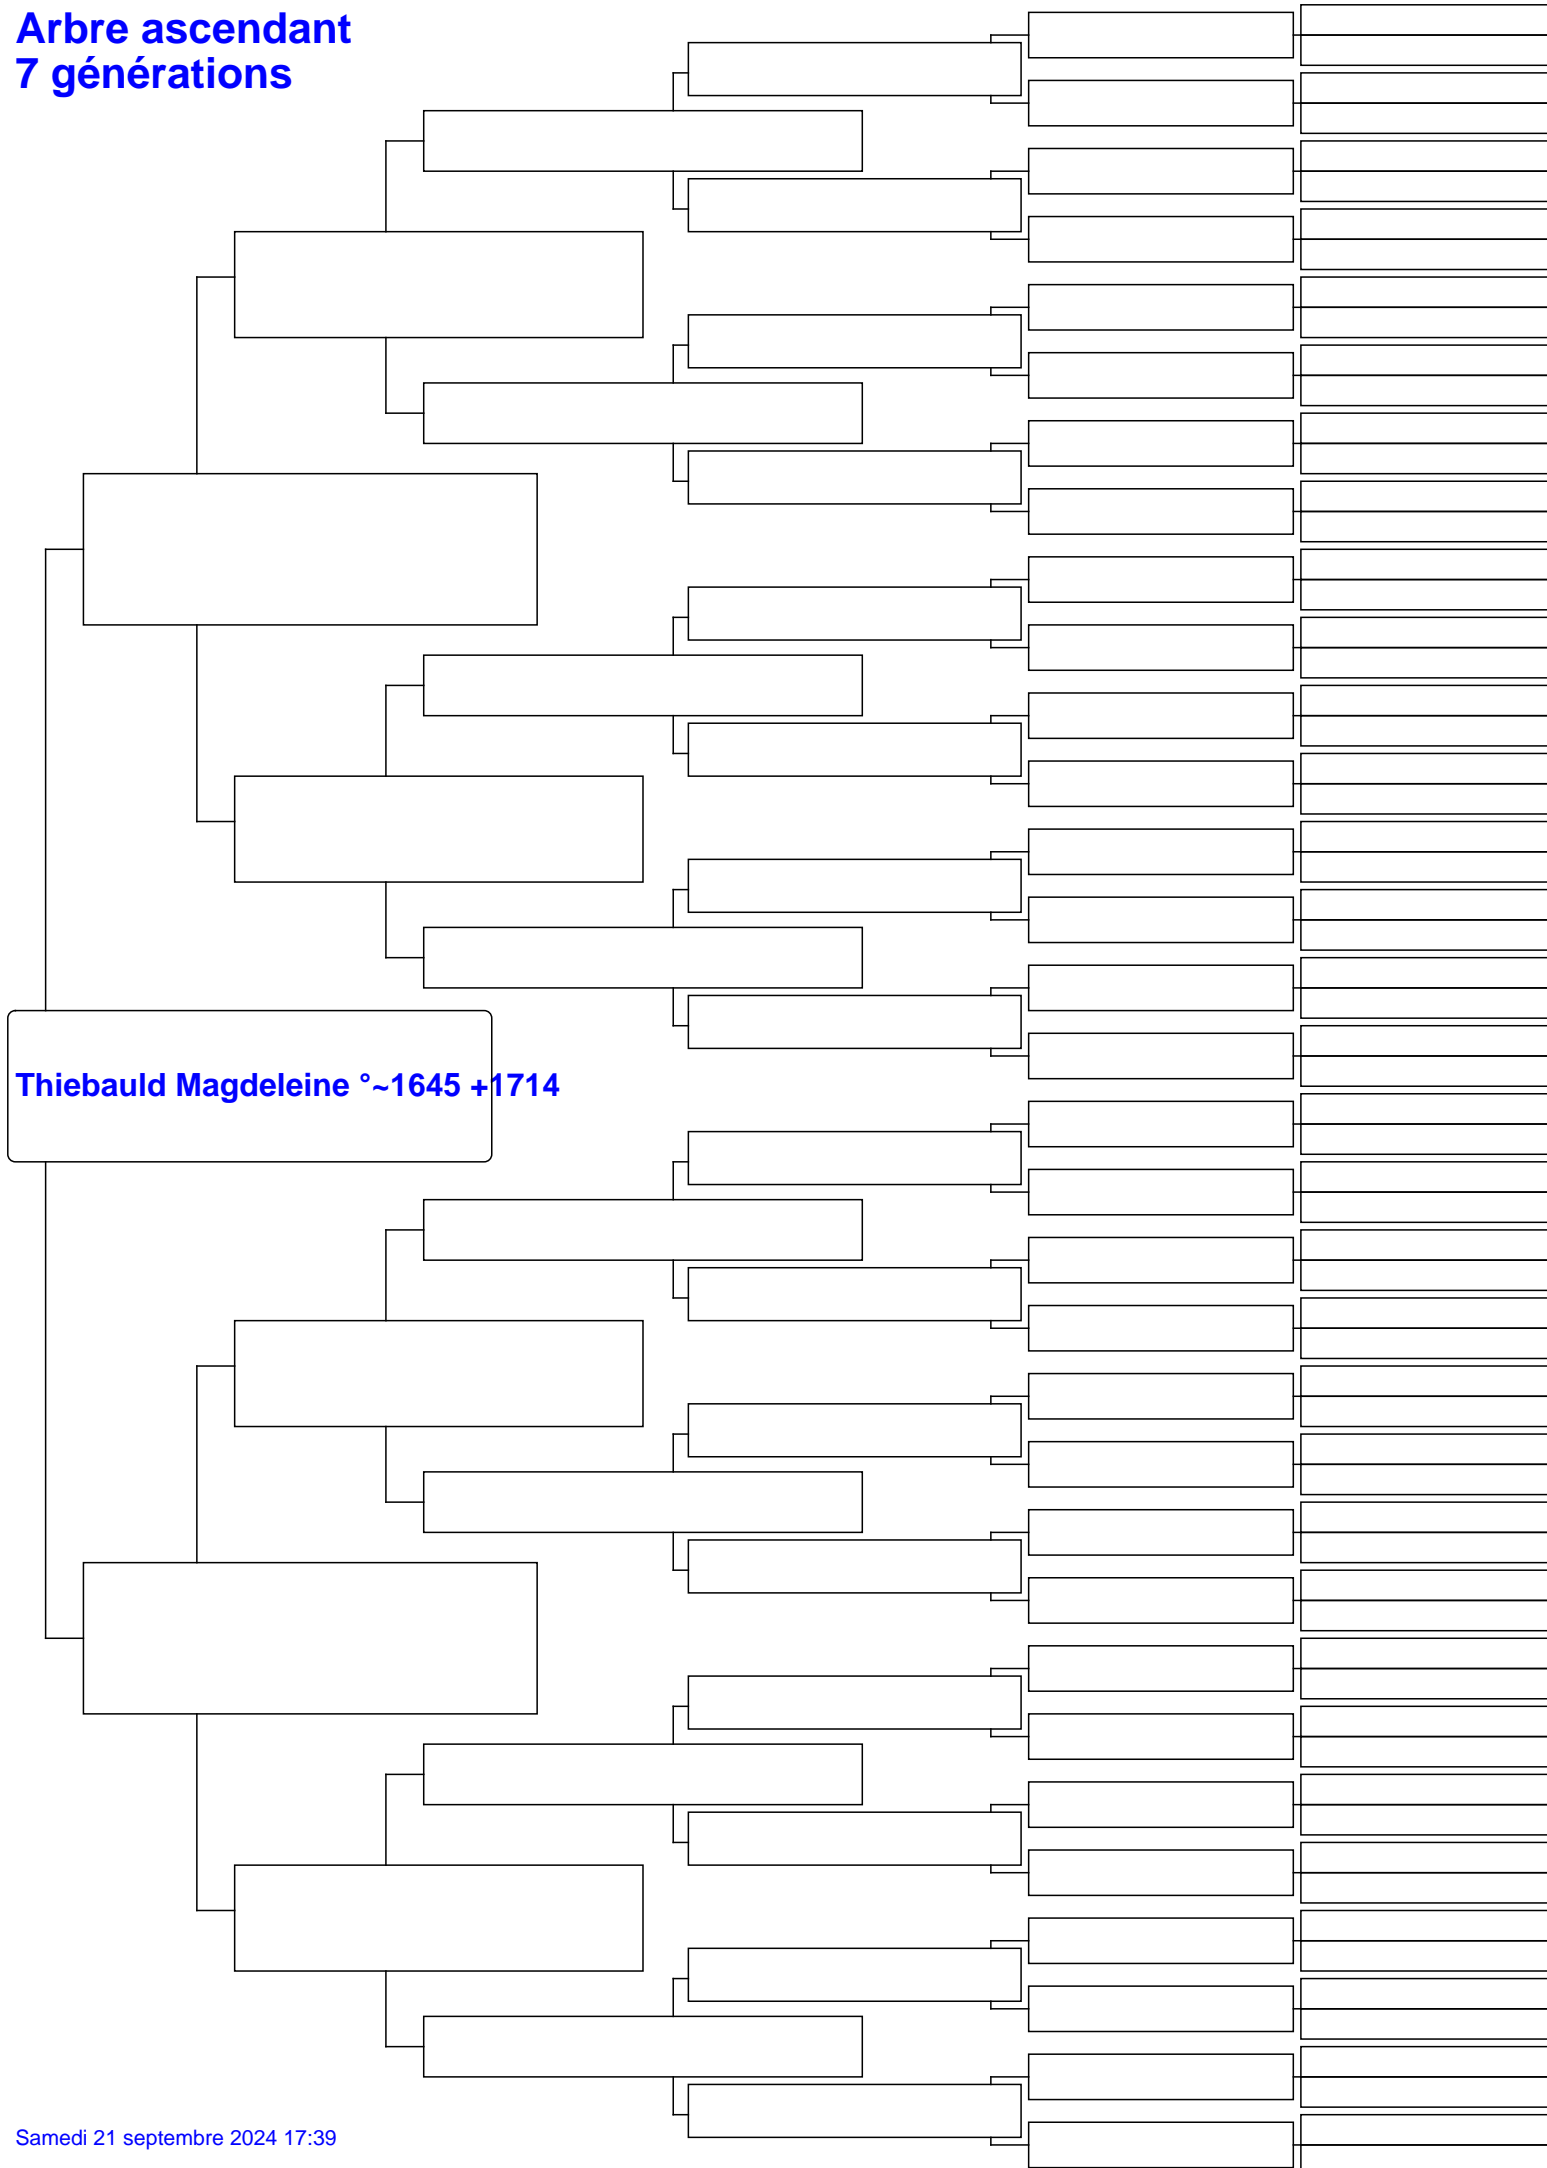 Arbre ascendant
7 générations
Thiebauld Magdeleine °~1645 +1714
Samedi 21 septembre 2024 17:39